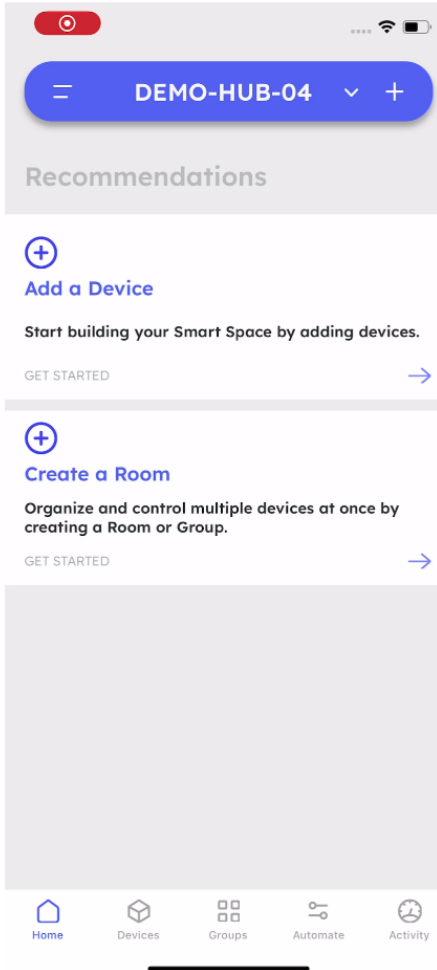 DEMO-HUB-04
Recommendations
Add a Device
Start building your Smart Space by adding devices.
GET STARTED
Create a Room
Organize and control multiple devices at once by
creating a Room or Group.
GET STARTED
Home
Devices
Groups
Automate
Activity